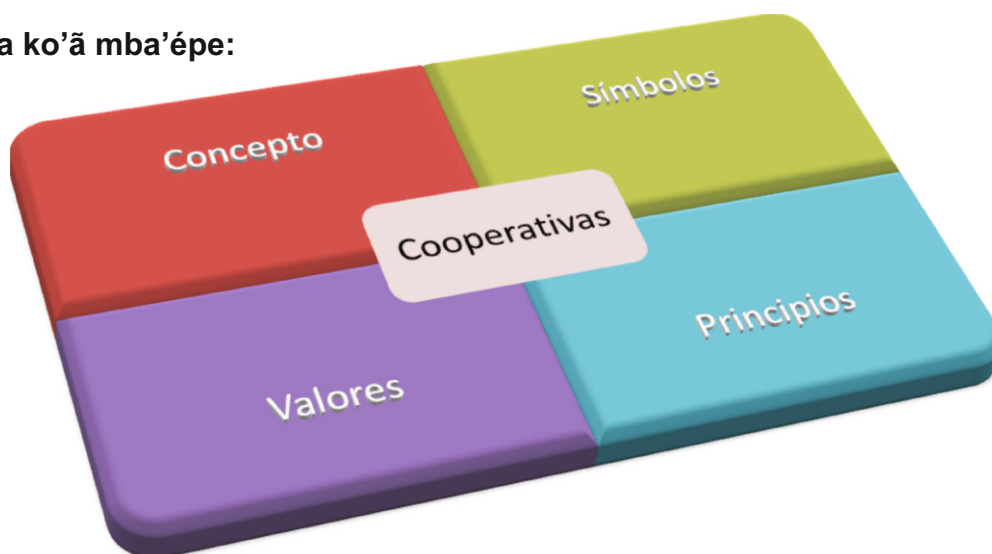 a ko’ã mba’épe:
Concepto
Símbolos
Cooperativas
Valores
Principios